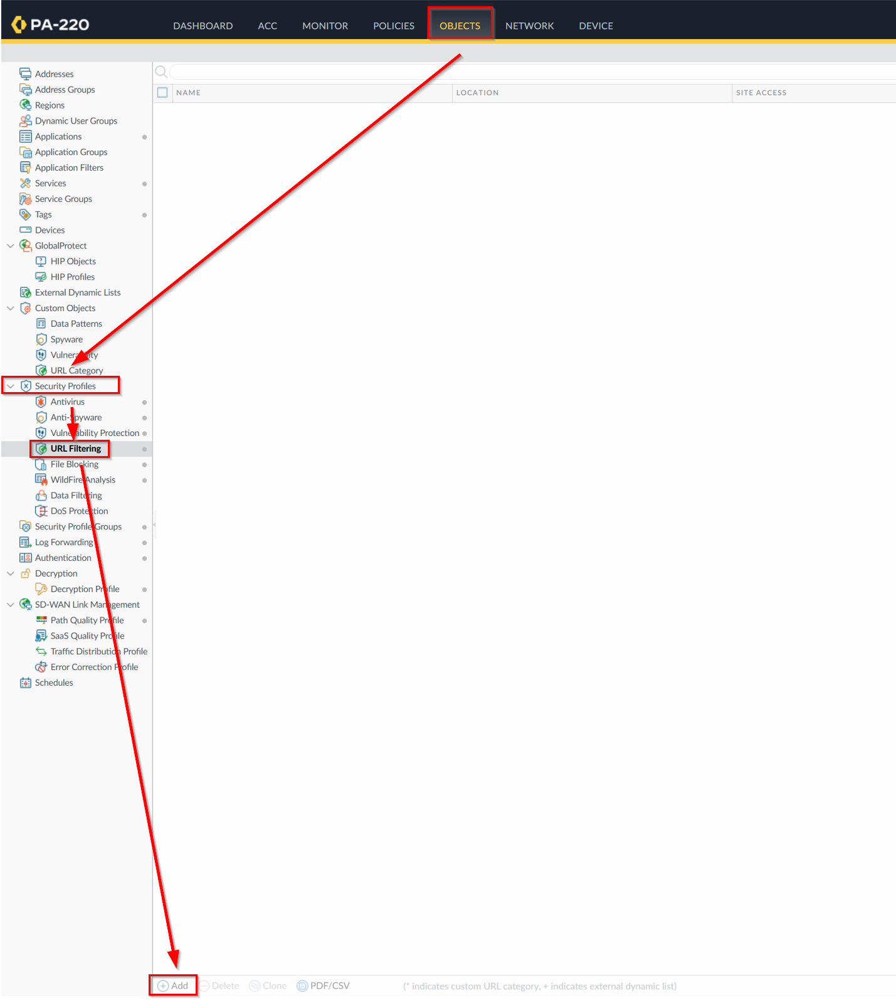 PA-220
DASHBOARD ACC MONITOR POLICIES OBJECTS NETWORK DEVICE
NAME LOCATION SITE ACCESS
Addresses
Address Groups
Regions
Dynamic User Groups
Applications
Application Groups
Application Filters
Services
Service Groups
Tags
Devices
GlobalProtect
HIP Objects
HIP Profiles
External Dynamic Lists
Custom Objects
Data Patterns
Spyware
Vulnerability
URL Category
Security Profiles
Antivirus
Anti-Spyware
Vulnerability Protection
URL Filtering
File Blocking
WildFire Analysis
Data Filtering
DoS Protection
Security Profile Groups
Log Forwarding
Authentication
Decryption
Decryption Profile
SD-WAN Link Management
Path Quality Profile
SaaS Quality Profile
Traffic Distribution Profile
Error Correction Profile
Schedules
Add Delete Clone PDF/CSV (* indicates custom URL category, + indicates external dynamic list)